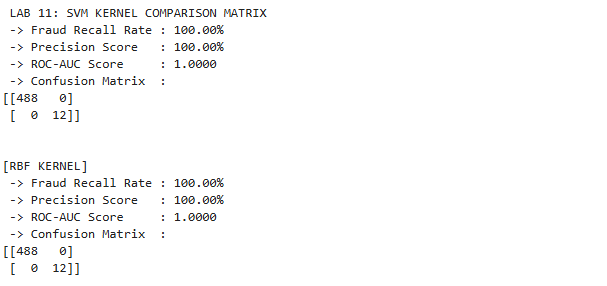 LAB 11: SVM KERNEL COMPARISON MATRIX
-> Fraud Recall Rate : 100.00%
-> Precision Score   : 100.00%
-> ROC-AUC Score     : 1.0000
-> Confusion Matrix  :
[[488   0]
 [  0  12]]
[RBF KERNEL]
-> Fraud Recall Rate : 100.00%
-> Precision Score   : 100.00%
-> ROC-AUC Score     : 1.0000
-> Confusion Matrix  :
[[488   0]
 [  0  12]]